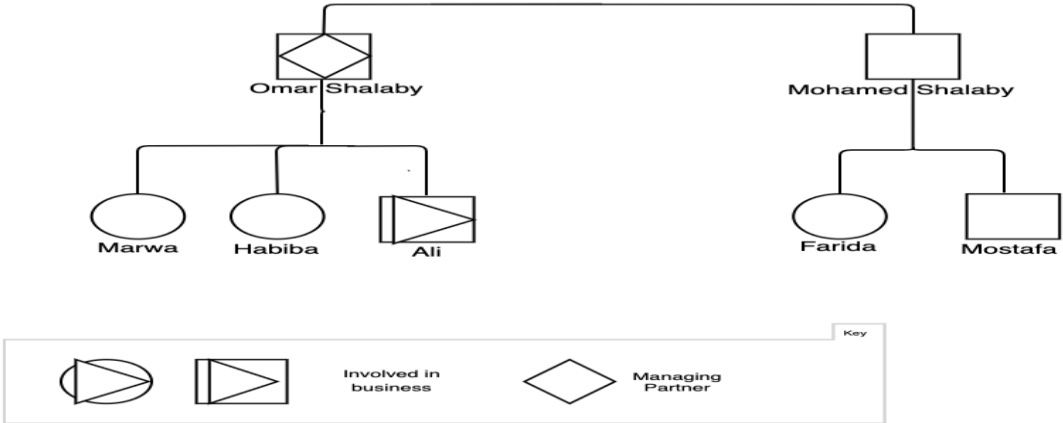 Omar Shalaby
Mohamed Shalaby
Marwa
Habiba
Ali
Farida
Mostafa
Key
Involved in
business
Managing
Partner